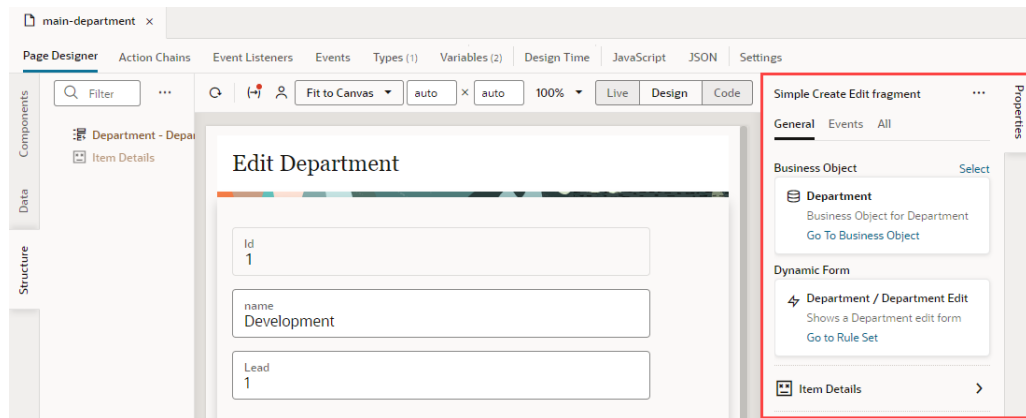 main-department ×
Page Designer Action Chains Event Listeners Events Types (1) Variables (2) Design Time JavaScript JSON Settings
Components
Data
Structure
Filter ...
Department - Depar
Item Details
Fit to Canvas auto × auto 100% Live Design Code
Edit Department
Id
1
name
Development
Lead
1
Simple Create Edit fragment ...
General Events All
Business Object Select
Department
Business Object for Department
Go To Business Object
Dynamic Form
Department / Department Edit
Shows a Department edit form
Go to Rule Set
Item Details
Properties